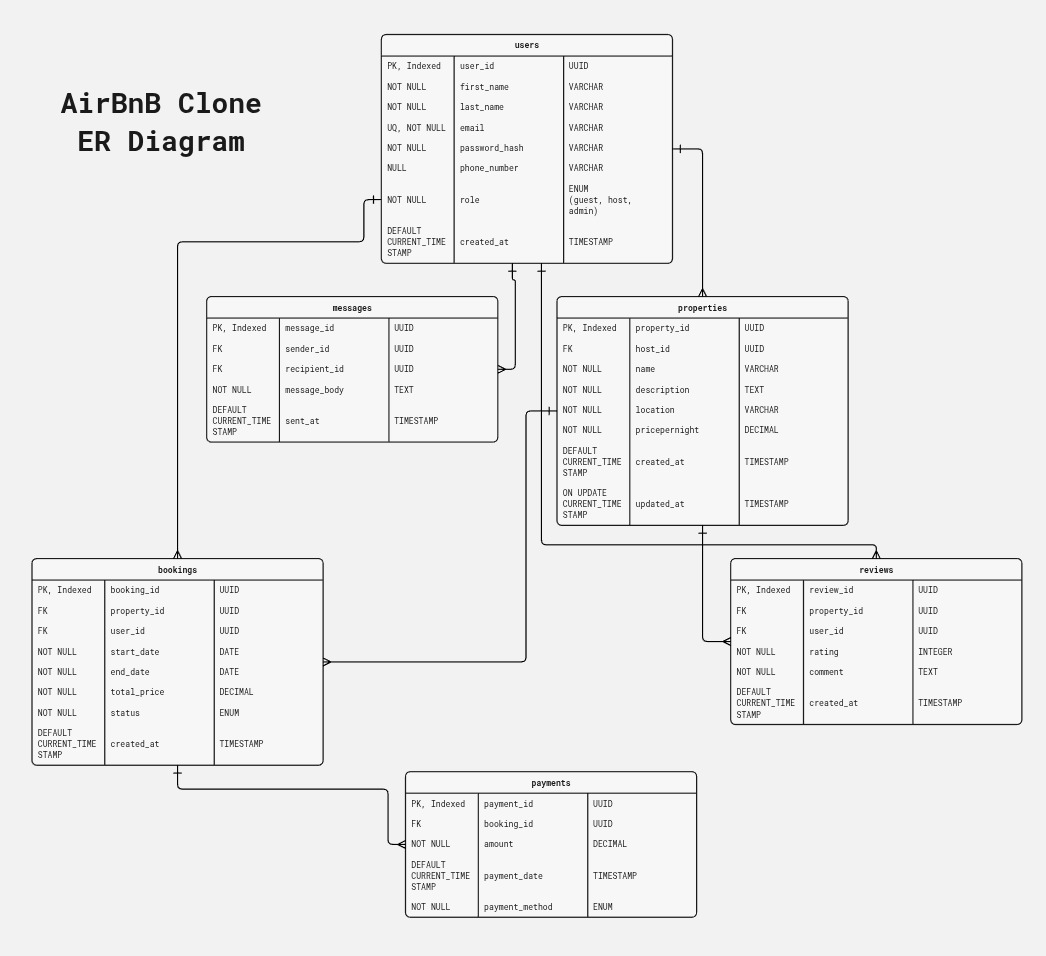 AirBnB Clone
ER Diagram
users
PK, Indexed user_id UUID
NOT NULL first_name VARCHAR
NOT NULL last_name VARCHAR
UQ, NOT NULL email VARCHAR
NOT NULL password_hash VARCHAR
NULL phone_number VARCHAR
NOT NULL role ENUM
(guest, host,
admin)
DEFAULT
CURRENT_TIME created_at TIMESTAMP
STAMP
messages
PK, Indexed message_id UUID
FK sender_id UUID
FK recipient_id UUID
NOT NULL message_body TEXT
DEFAULT
CURRENT_TIME sent_at TIMESTAMP
STAMP
properties
PK, Indexed property_id UUID
FK host_id UUID
NOT NULL name VARCHAR
NOT NULL description TEXT
NOT NULL location VARCHAR
NOT NULL pricepernight DECIMAL
DEFAULT
CURRENT_TIME created_at TIMESTAMP
STAMP
ON UPDATE
CURRENT_TIME updated_at TIMESTAMP
STAMP
bookings
PK, Indexed booking_id UUID
FK property_id UUID
FK user_id UUID
NOT NULL start_date DATE
NOT NULL end_date DATE
NOT NULL total_price DECIMAL
NOT NULL status ENUM
DEFAULT
CURRENT_TIME created_at TIMESTAMP
STAMP
reviews
PK, Indexed review_id UUID
FK property_id UUID
FK user_id UUID
NOT NULL rating INTEGER
NOT NULL comment TEXT
DEFAULT
CURRENT_TIME created_at TIMESTAMP
STAMP
payments
PK, Indexed payment_id UUID
FK booking_id UUID
NOT NULL amount DECIMAL
DEFAULT
CURRENT_TIME payment_date TIMESTAMP
STAMP
NOT NULL payment_method ENUM